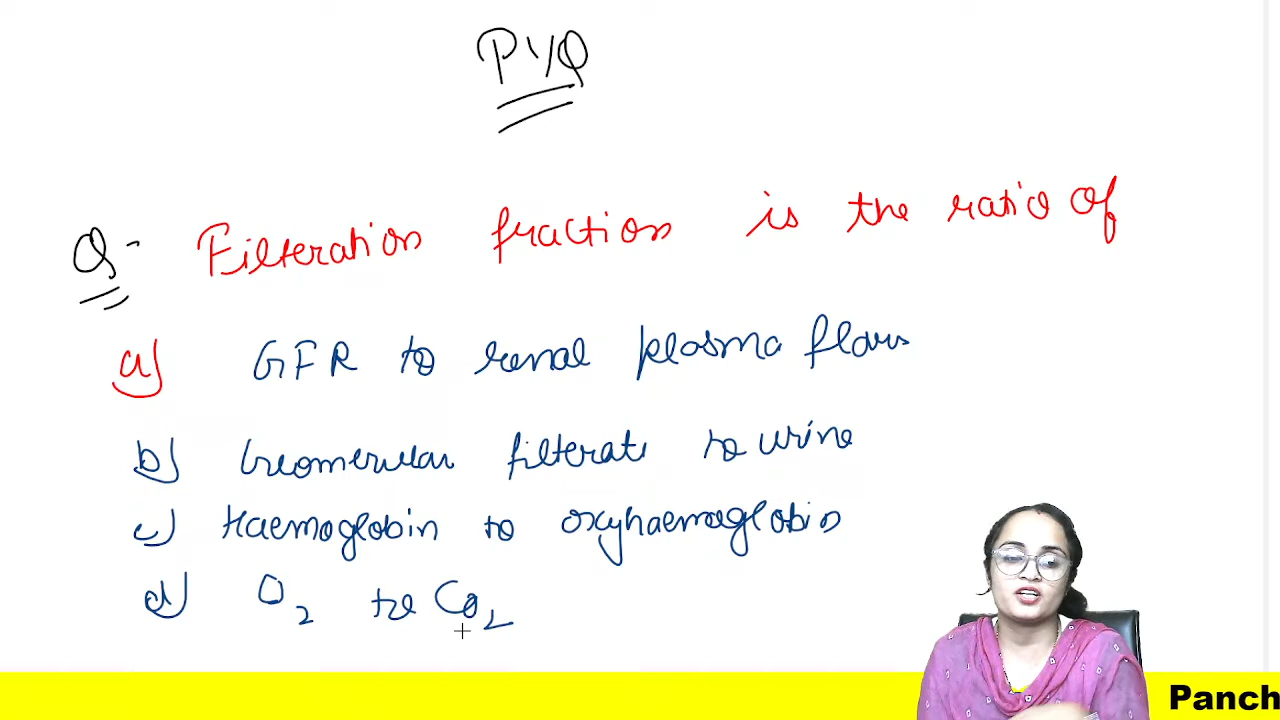 PYQ
Q- Filteration fraction is the ratio of
a) GFR to renal plasma flow
b) Glomerular filterate to urine
c) Haemoglobin to oxyhaemoglobin
d) O2 to CO2
Panch